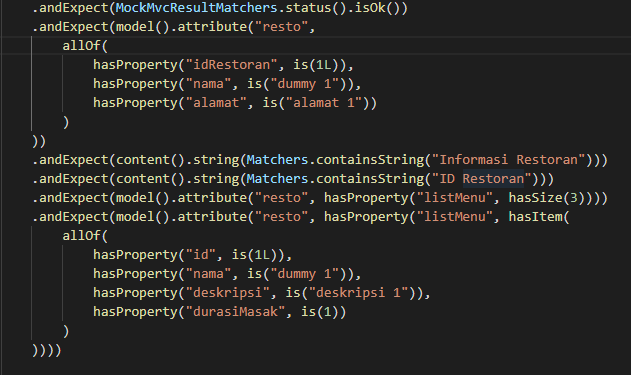 .andExpect(MockMvcResultMatchers.status().isOk())
.andExpect(model().attribute("resto",
allOf(
hasProperty("idRestoran", is(1L)),
hasProperty("nama", is("dummy 1")),
hasProperty("alamat", is("alamat 1"))
)
))
.andExpect(content().string(Matchers.containsString("Informasi Restoran")))
.andExpect(content().string(Matchers.containsString("ID Restoran")))
.andExpect(model().attribute("resto", hasProperty("listMenu", hasSize(3))))
.andExpect(model().attribute("resto", hasProperty("listMenu", hasItem(
allOf(
hasProperty("id", is(1L)),
hasProperty("nama", is("dummy 1")),
hasProperty("deskripsi", is("deskripsi 1")),
hasProperty("durasiMasak", is(1))
)
))))